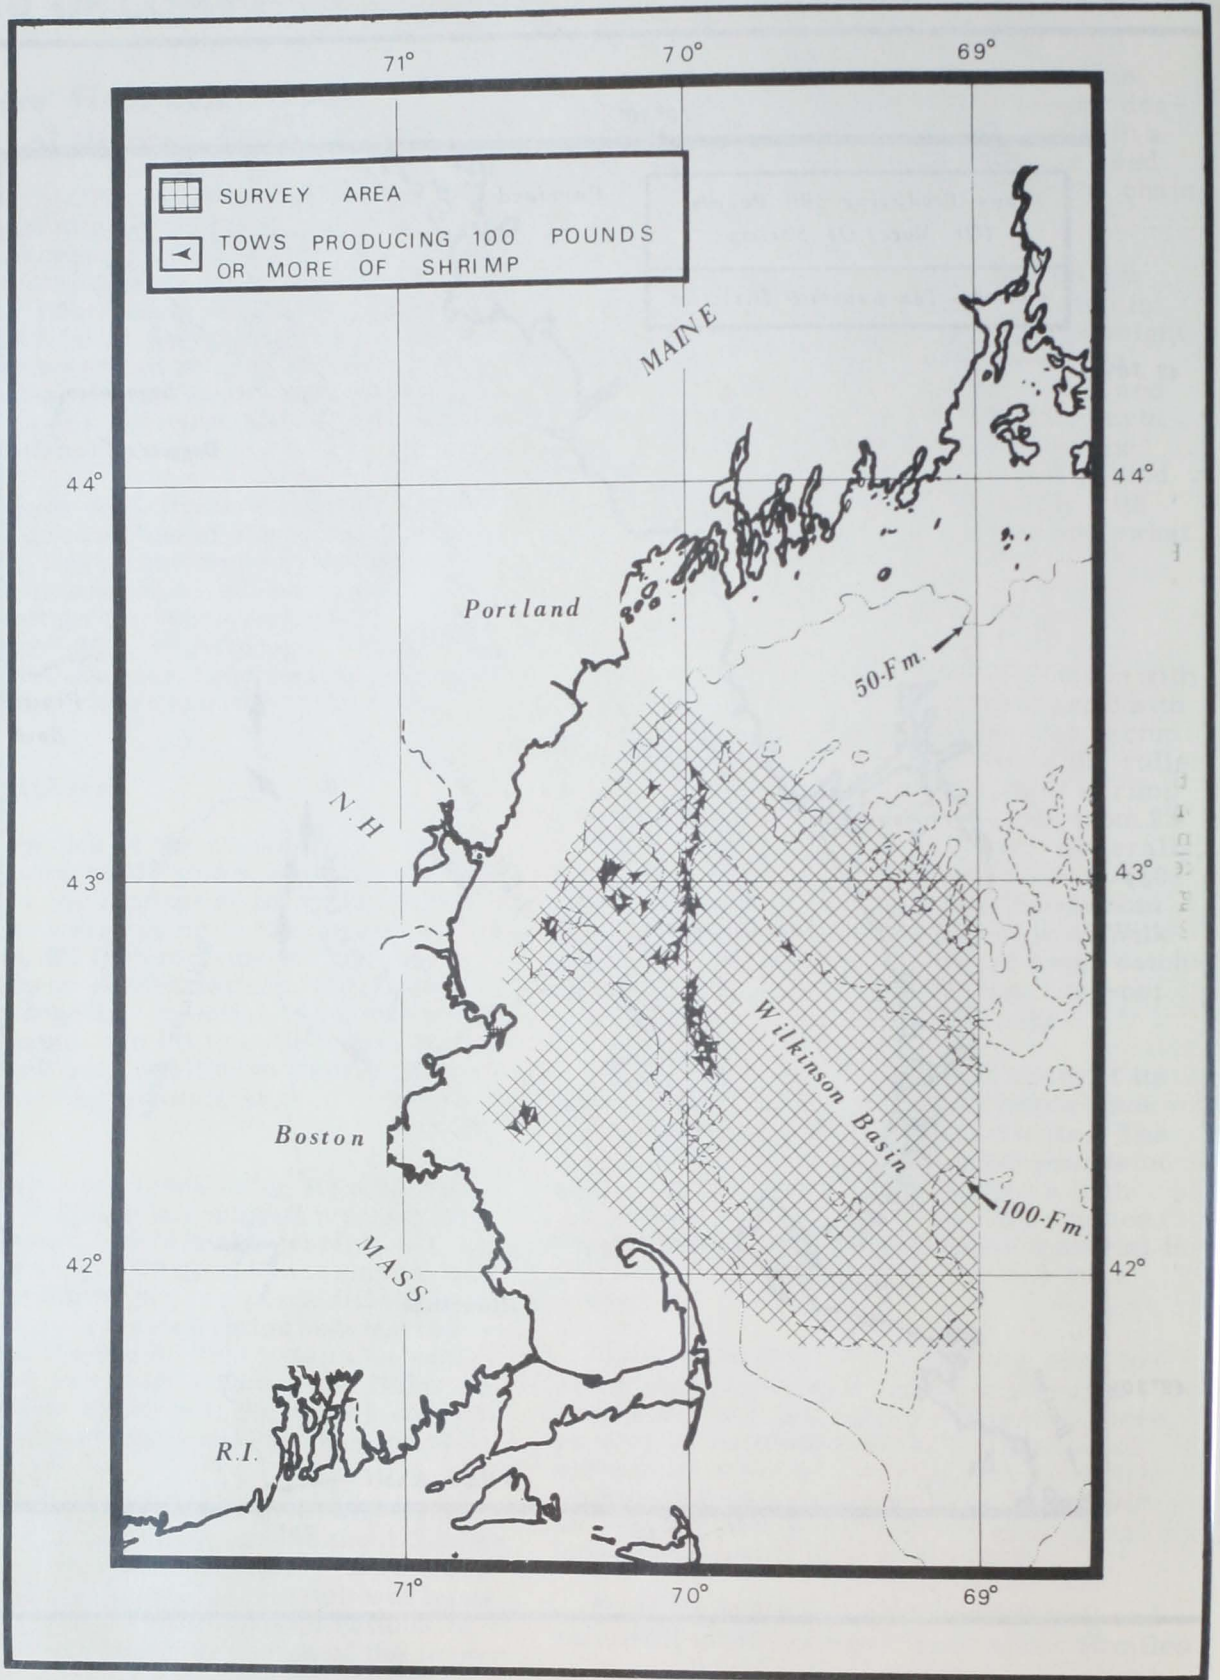 71°
70°
69°
SURVEY AREA
TOWS PRODUCING 100 POUNDS
OR MORE OF SHRIMP
MAINE
44°
44°
Portland
50-Fm.
N.H
43°
43°
Wilkinson Basin
Boston
100-Fm.
MASS
42°
42°
R.I.
71°
70°
69°